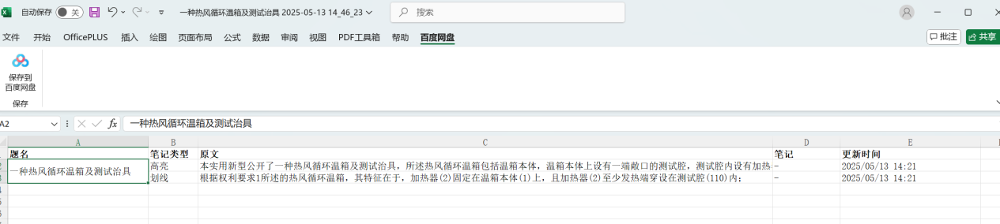 自动保存 关 一种热风循环温箱及测试治具 2025-05-13 14_46_23 搜索
文件 开始 OfficePLUS 插入 绘图 页面布局 公式 数据 审阅 视图 PDF工具箱 帮助 百度网盘 批注 共享
保存到
百度网盘
保存
A2 fx 一种热风循环温箱及测试治具
A B C D E
题名 笔记类型 原文 笔记 更新时间
一种热风循环温箱及测试治具
高亮 本实用新型公开了一种热风循环温箱及测试治具，所述热风循环温箱包括温箱本体，温箱本体上设有一端敞口的测试腔，测试腔内设有加热 - 2025/05/13 14:21
划线 根据权利要求1所述的热风循环温箱，其特征在于，加热器(2)固定在温箱本体(1)上，且加热器(2)至少发热端穿设在测试腔(110)内； - 2025/05/13 14:21